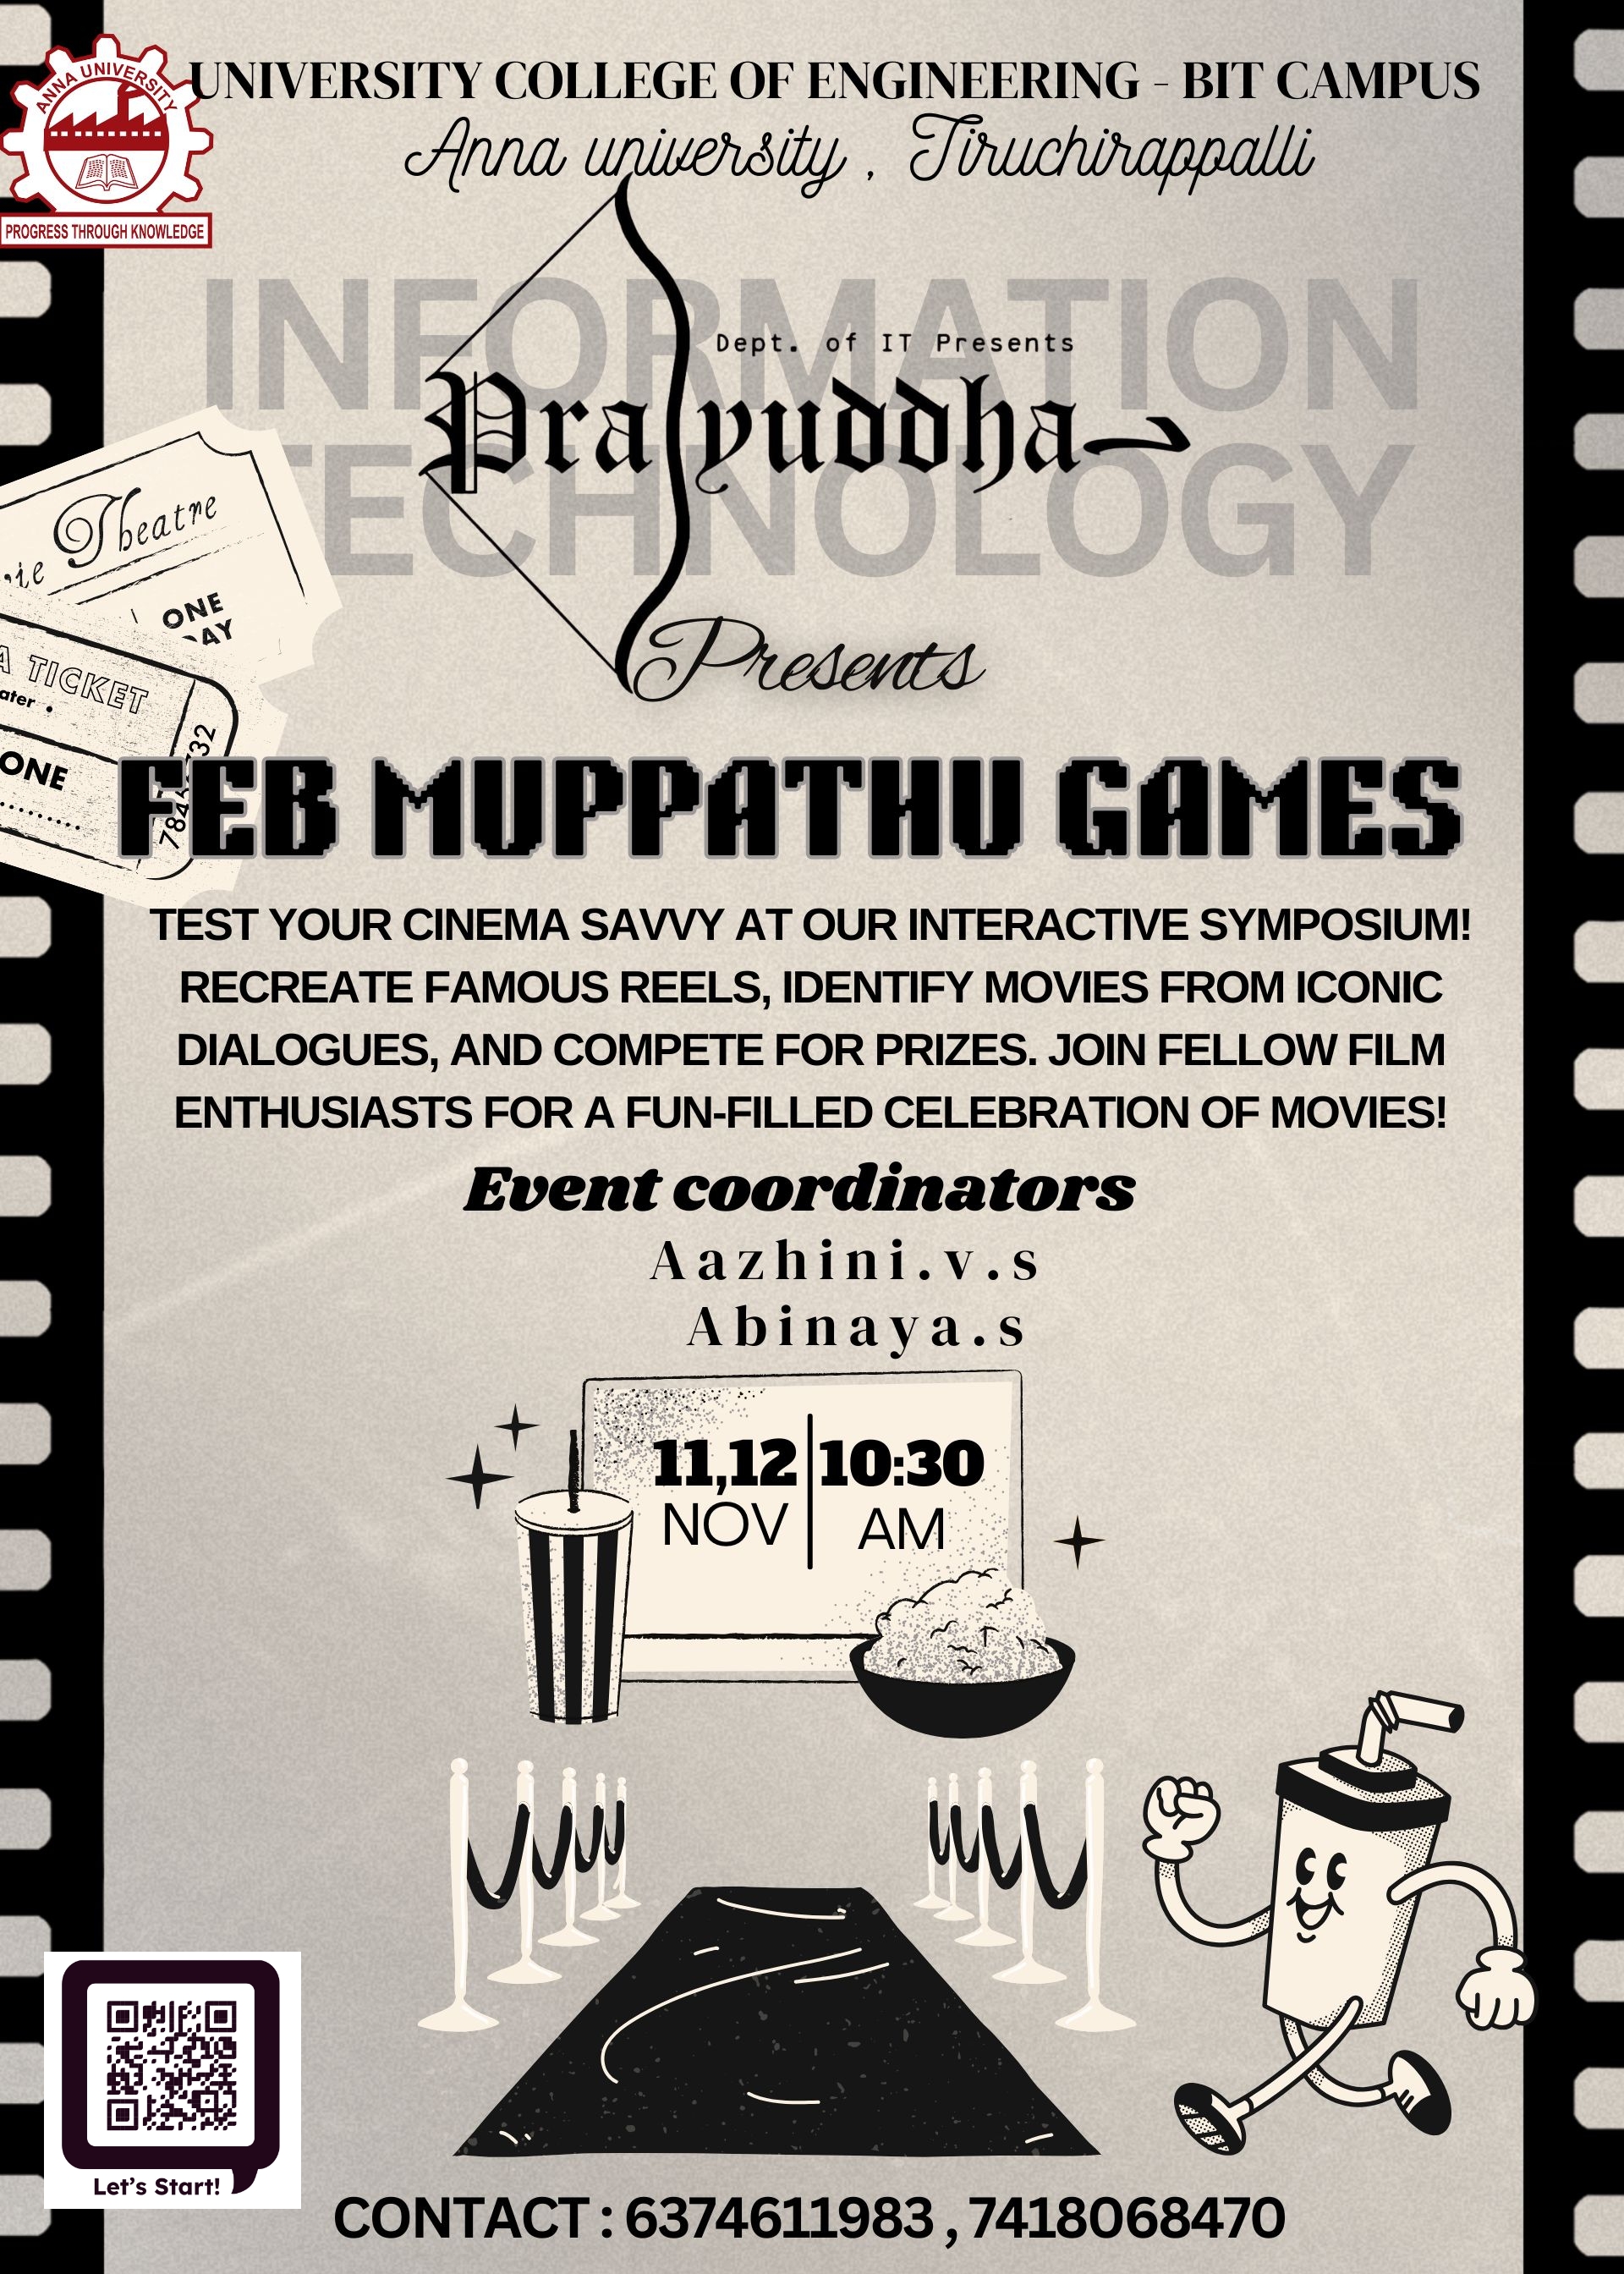 ANNA UNIVERSITY
PROGRESS THROUGH KNOWLEDGE
UNIVERSITY COLLEGE OF ENGINEERING - BIT CAMPUS
Anna university , Tiruchirappalli
INFORMATION
TECHNOLOGY
Dept. of IT Presents
Prayuddha
Presents
Theatre
ONE
TICKET
ONE
FEB MUPPATHU GAMES
TEST YOUR CINEMA SAVVY AT OUR INTERACTIVE SYMPOSIUM!
RECREATE FAMOUS REELS, IDENTIFY MOVIES FROM ICONIC
DIALOGUES, AND COMPETE FOR PRIZES. JOIN FELLOW FILM
ENTHUSIASTS FOR A FUN-FILLED CELEBRATION OF MOVIES!
Event coordinators
Aazhini.v.s
Abinaya.s
11,12 10:30
NOV AM
Let's Start!
CONTACT : 6374611983 , 7418068470